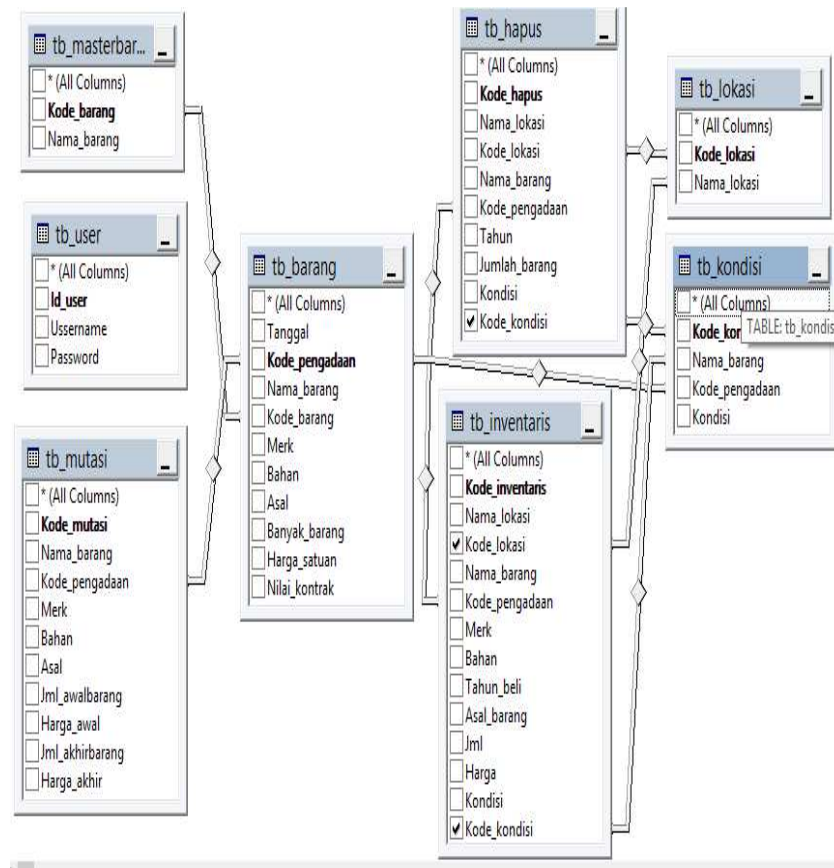 tb_masterbar...
* (All Columns)
Kode_barang
Nama_barang
tb_user
* (All Columns)
Id_user
Ussername
Password
tb_mutasi
* (All Columns)
Kode_mutasi
Nama_barang
Kode_pengadaan
Merk
Bahan
Asal
Jml_awalbarang
Harga_awal
Jml_akhirbarang
Harga_akhir
tb_barang
* (All Columns)
Tanggal
Kode_pengadaan
Nama_barang
Kode_barang
Merk
Bahan
Asal
Banyak_barang
Harga_satuan
Nilai_kontrak
tb_hapus
* (All Columns)
Kode_hapus
Nama_lokasi
Kode_lokasi
Nama_barang
Kode_pengadaan
Tahun
Jumlah_barang
Kondisi
Kode_kondisi
tb_inventaris
* (All Columns)
Kode_inventaris
Nama_lokasi
Kode_lokasi
Nama_barang
Kode_pengadaan
Merk
Bahan
Tahun_beli
Asal_barang
Jml
Harga
Kondisi
Kode_kondisi
tb_lokasi
* (All Columns)
Kode_lokasi
Nama_lokasi
tb_kondisi
* (All Columns)
Kode_kon
TABLE: tb_kondis
Nama_barang
Kode_pengadaan
Kondisi